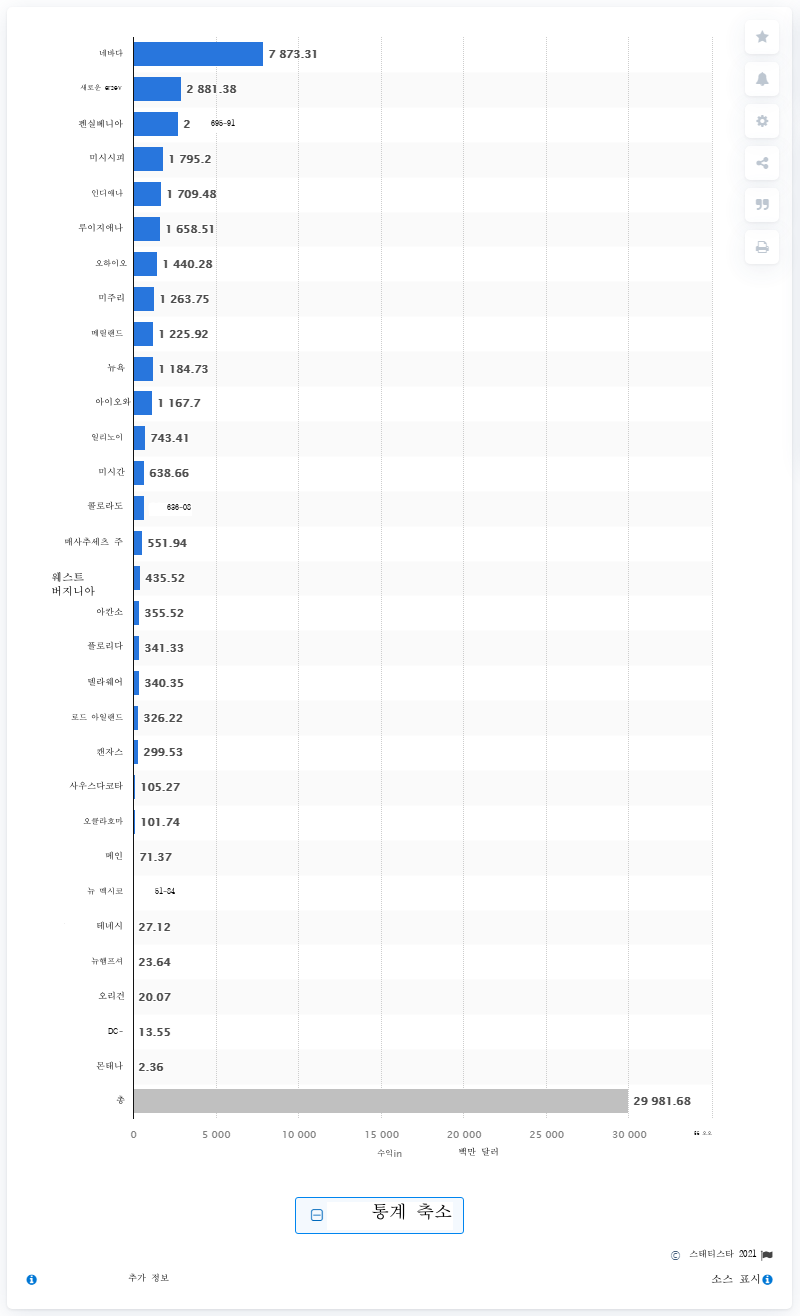 네바다 7 873.31
새로운 2 881.38
펜실베니아 2 695-91
미시시피 1 795.2
인디애나 1 709.48
루이지애나 1 658.51
오하이오 1 440.28
미주리 1 263.75
메릴랜드 1 225.92
뉴욕 1 184.73
아이오와 1 167.7
일리노이 743.41
미시간 638.66
콜로라도 636-08
매사추세츠 주 551.94
웨스트
버지니아 435.52
아칸소 355.52
플로리다 341.33
델라웨어 340.35
로드 아일랜드 326.22
캔자스 299.53
사우스다코타 105.27
오클라호마 101.74
메인 71.37
뉴 멕시코 51-84
테네시 27.12
뉴햄프셔 23.64
오리건 20.07
DC- 13.55
몬태나 2.36
총 29 981.68
0 5 000 10 000 15 000 20 000 25 000 30 000
수익in 백만 달러
통계 축소
© 스태티스타 2021
추가 정보 소스 표시